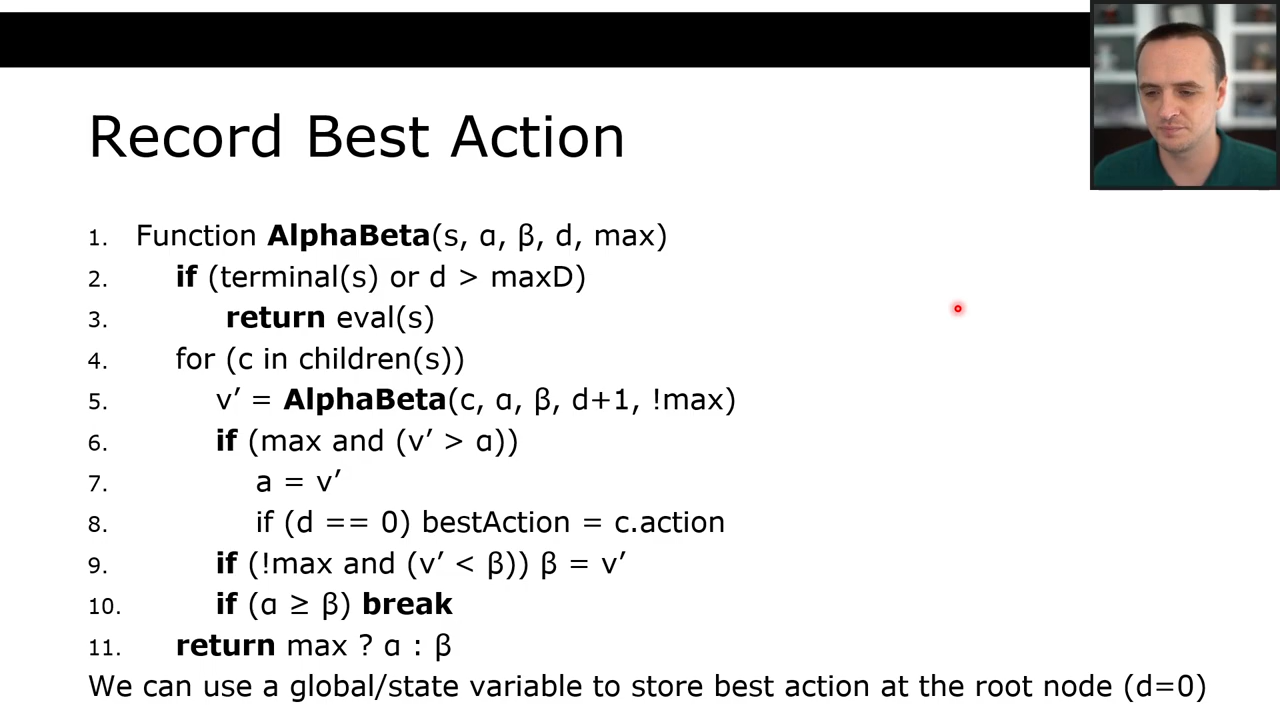 Record Best Action
1. Function AlphaBeta(s, ɑ, β, d, max)
2. if (terminal(s) or d > maxD)
3. return eval(s)
4. for (c in children(s))
5. v’ = AlphaBeta(c, ɑ, β, d+1, !max)
6. if (max and (v’ > ɑ))
7. a = v’
8. if (d == 0) bestAction = c.action
9. if (!max and (v’ < β)) β = v’
10. if (ɑ ≥ β) break
11. return max ? ɑ : β
We can use a global/state variable to store best action at the root node (d=0)